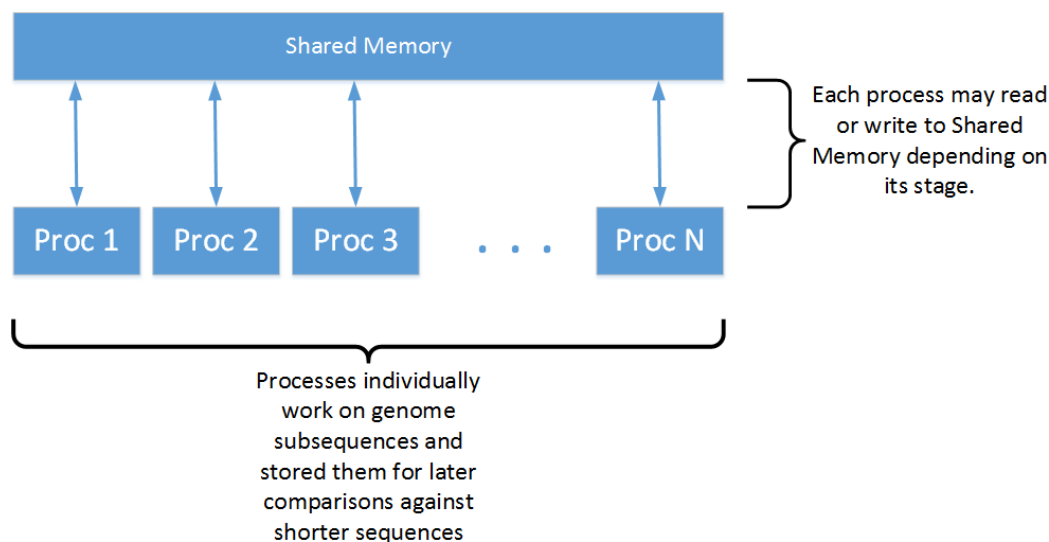 Shared Memory
Each process may read
or write to Shared
Memory depending on
its stage.
Proc 1 Proc 2 Proc 3 . . . Proc N
Processes individually
work on genome
subsequences and
stored them for later
comparisons against
shorter sequences